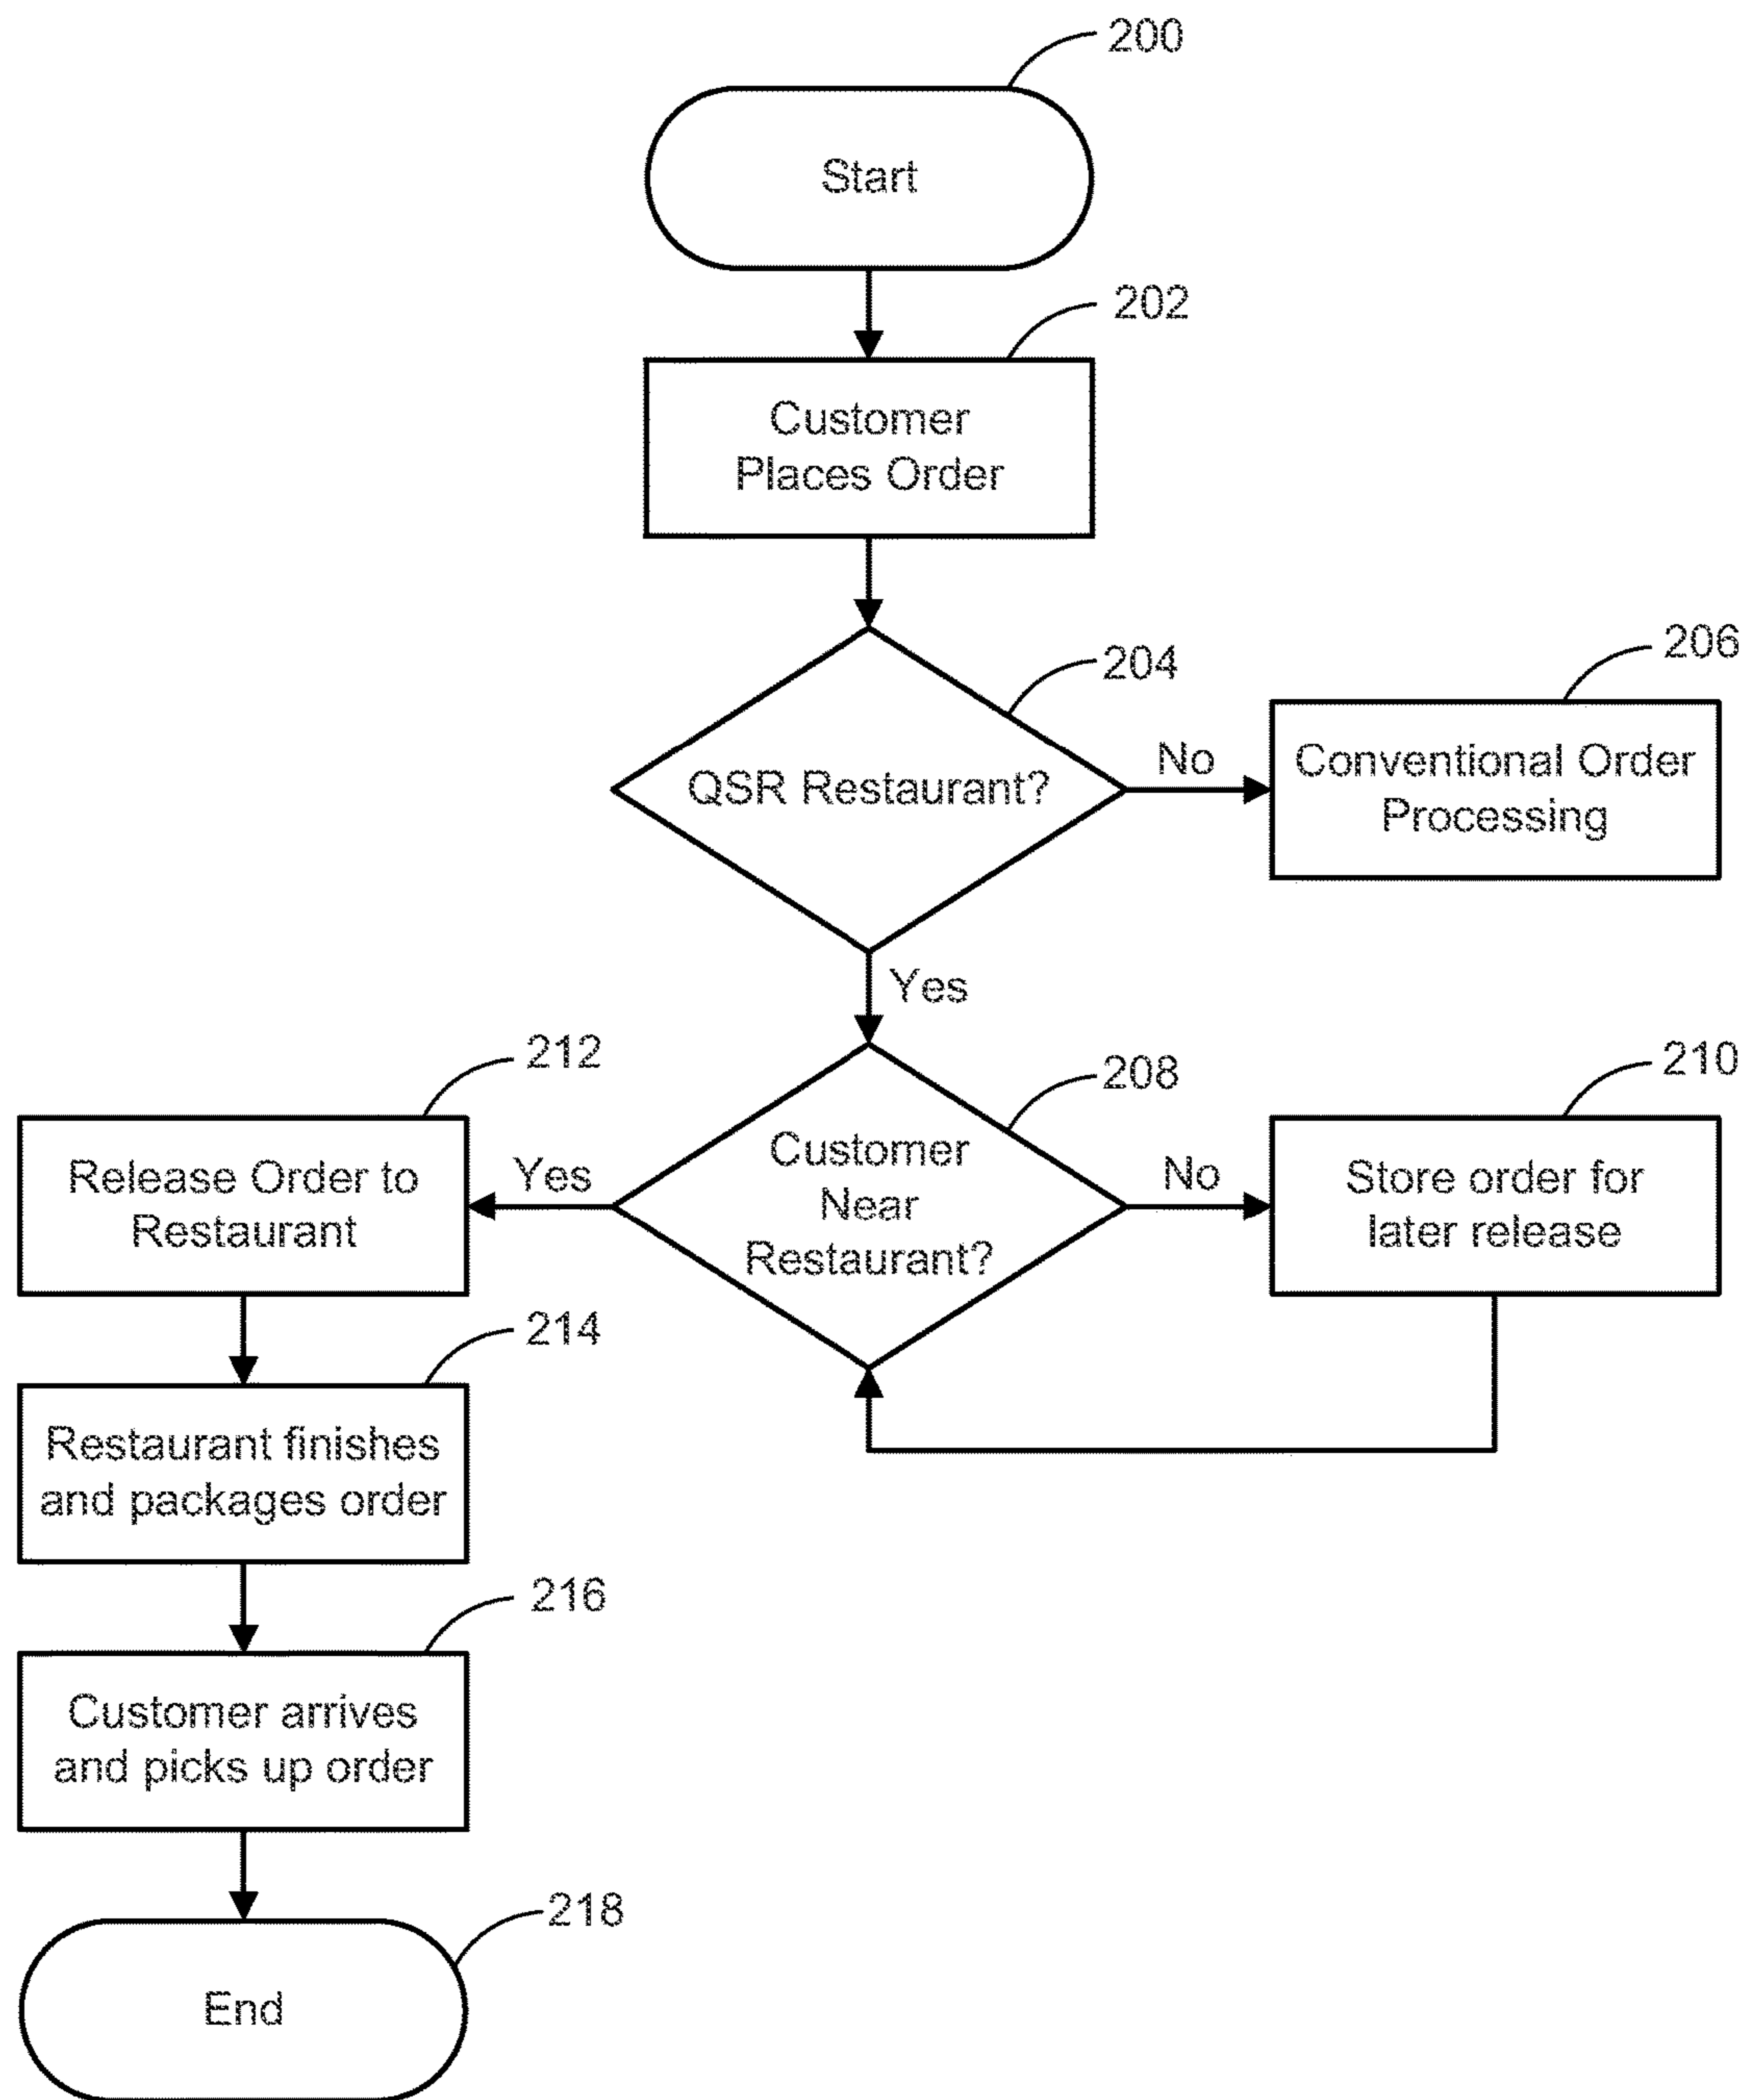 200
Start
202
Customer
Places Order
204
QSR Restaurant?
No
206
Conventional Order
Processing
Yes
208
Customer
Near
Restaurant?
No
210
Store order for
later release
Yes
212
Release Order to
Restaurant
214
Restaurant finishes
and packages order
216
Customer arrives
and picks up order
218
End